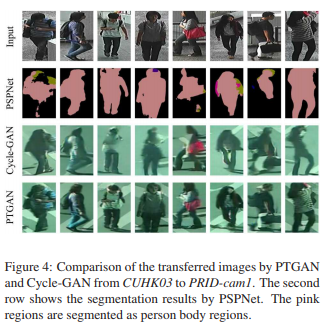 Input
PSPNet
Cycle-GAN
PTGAN
Figure 4: Comparison of the transferred images by PTGAN
and Cycle-GAN from CUHK03 to PRID-cam1. The second
row shows the segmentation results by PSPNet. The pink
regions are segmented as person body regions.